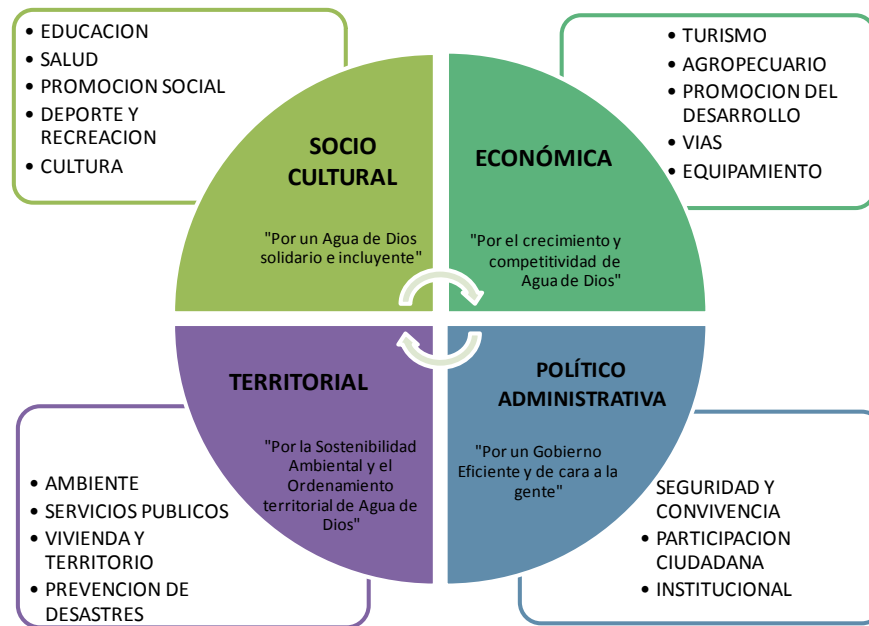 • EDUCACION
• SALUD
• PROMOCION SOCIAL
• DEPORTE Y
RECREACION
• CULTURA
• TURISMO
• AGROPECUARIO
• PROMOCION DEL
DESARROLLO
• VIAS
• EQUIPAMIENTO
SOCIO
CULTURAL
"Por un Agua de Dios
solidario e incluyente"
ECONÓMICA
"Por el crecimiento y
competitividad de
Agua de Dios"
TERRITORIAL
"Por la Sostenibilidad
Ambiental y el
Ordenamiento
territorial de Agua de
Dios"
POLÍTICO
ADMINISTRATIVA
"Por un Gobierno
Eficiente y de cara a la
gente"
• AMBIENTE
• SERVICIOS PUBLICOS
• VIVIENDA Y
TERRITORIO
• PREVENCION DE
DESASTRES
SEGURIDAD Y
CONVIVENCIA
• PARTICIPACION
CIUDADANA
• INSTITUCIONAL